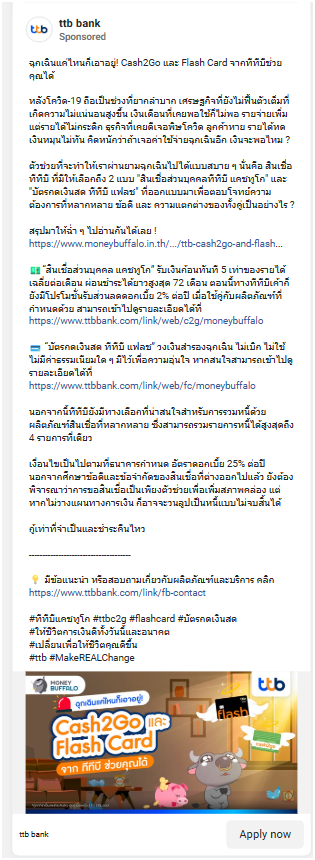 ttb bank
Sponsored
ฉุกเฉินแค่ไหนก็เอาอยู่! Cash2Go และ Flash Card จากทีทีบีช่วย
คุณได้
หลังโควิด-19 ถือเป็นช่วงที่ยากลำบาก เศรษฐกิจที่ยังไม่ฟื้นตัวเต็มที่
เกิดความไม่แน่นอนสูงขึ้น เงินเดือนที่เคยพอใช้ก็ไม่พอ รายจ่ายเพิ่ม
แต่รายได้ไม่กระดิก ธุรกิจที่เคยดีเจอพิษโควิด ลูกค้าหาย รายได้หด
เงินหมุนไม่ทัน คิดหนักว่าถ้าเจอค่าใช้จ่ายฉุกเฉินอีก เงินจะพอไหม ?
ตัวช่วยที่จะทำให้เราผ่านยามฉุกเฉินไปได้แบบสบาย ๆ นั่นคือ สินเชื่อ
ทีทีบี ที่มีให้เลือกถึง 2 แบบ "สินเชื่อส่วนบุคคลทีทีบี แคชทูโก" และ
"บัตรกดเงินสด ทีทีบี แฟลช" ที่ออกแบบมาเพื่อตอบโจทย์ความ
ต้องการที่หลากหลาย ข้อดี และ ความแตกต่างของทั้งคู่เป็นอย่างไร ?
สรุปมาให้ฉ่ำ ๆ ไปอ่านกันได้เลย !
https://www.moneybuffalo.in.th/.../ttb-cash2go-and-flash...
💵 "สินเชื่อส่วนบุคคล แคชทูโก" รับเงินก้อนทันที 5 เท่าของรายได้
เฉลี่ยต่อเดือน ผ่อนชำระได้ยาวสูงสุด 72 เดือน ตอนนี้ทางทีทีบีเค้าก็
ยังมีโปรโมชั่นรับส่วนลดดอกเบี้ย 2% ต่อปี เมื่อใช้คู่กับผลิตภัณฑ์ที่
กำหนดด้วย สามารถเข้าไปดูรายละเอียดได้ที่
https://www.ttbbank.com/link/web/c2g/moneybuffalo
💳 "บัตรกดเงินสด ทีทีบี แฟลช" วงเงินสำรองฉุกเฉิน ไม่เบิก ไม่ใช้
ไม่มีค่าธรรมเนียมใด ๆ มีไว้เพื่อความอุ่นใจ หากสนใจสามารถเข้าไปดู
รายละเอียดได้ที่
https://www.ttbbank.com/link/web/fc/moneybuffalo
นอกจากนี้ทีทีบียังมีทางเลือกที่น่าสนใจสำหรับการรวมหนี้ด้วย
ผลิตภัณฑ์สินเชื่อที่หลากหลาย ซึ่งสามารถรวมรายการหนี้ได้สูงสุดถึง
4 รายการทีเดียว
เงื่อนไขเป็นไปตามที่ธนาคารกำหนด อัตราดอกเบี้ย 25% ต่อปี
นอกจากศึกษาข้อดีและข้อจำกัดของสินเชื่อที่ต่างออกไปแล้ว ยังต้อง
พิจารณาว่าการขอสินเชื่อเป็นเพียงตัวช่วยเพื่อเพิ่มสภาพคล่อง แต่
หากไม่วางแผนทางการเงิน ก็อาจจะวนลูปเป็นหนี้แบบไม่จบสิ้นได้
กู้เท่าที่จำเป็นและชำระคืนไหว
------------------------------------
💡 มีข้อแนะนำ หรือสอบถามเกี่ยวกับผลิตภัณฑ์และบริการ คลิก
https://www.ttbbank.com/link/fb-contact
#ทีทีบีแคชทูโก #ttbc2g #flashcard #บัตรกดเงินสด
#ให้ชีวิตการเงินดีทั้งวันนี้และอนาคต
#เปลี่ยนเพื่อให้ชีวิตคุณดีขึ้น
#ttb #MakeREALChange
MONEY
BUFFALO
ttb
ฉุกเฉินแค่ไหนก็เอาอยู่!
Cash2Go และ
Flash Card
จาก ทีทีบี ช่วยคุณได้
flash
ttb bank
Apply now